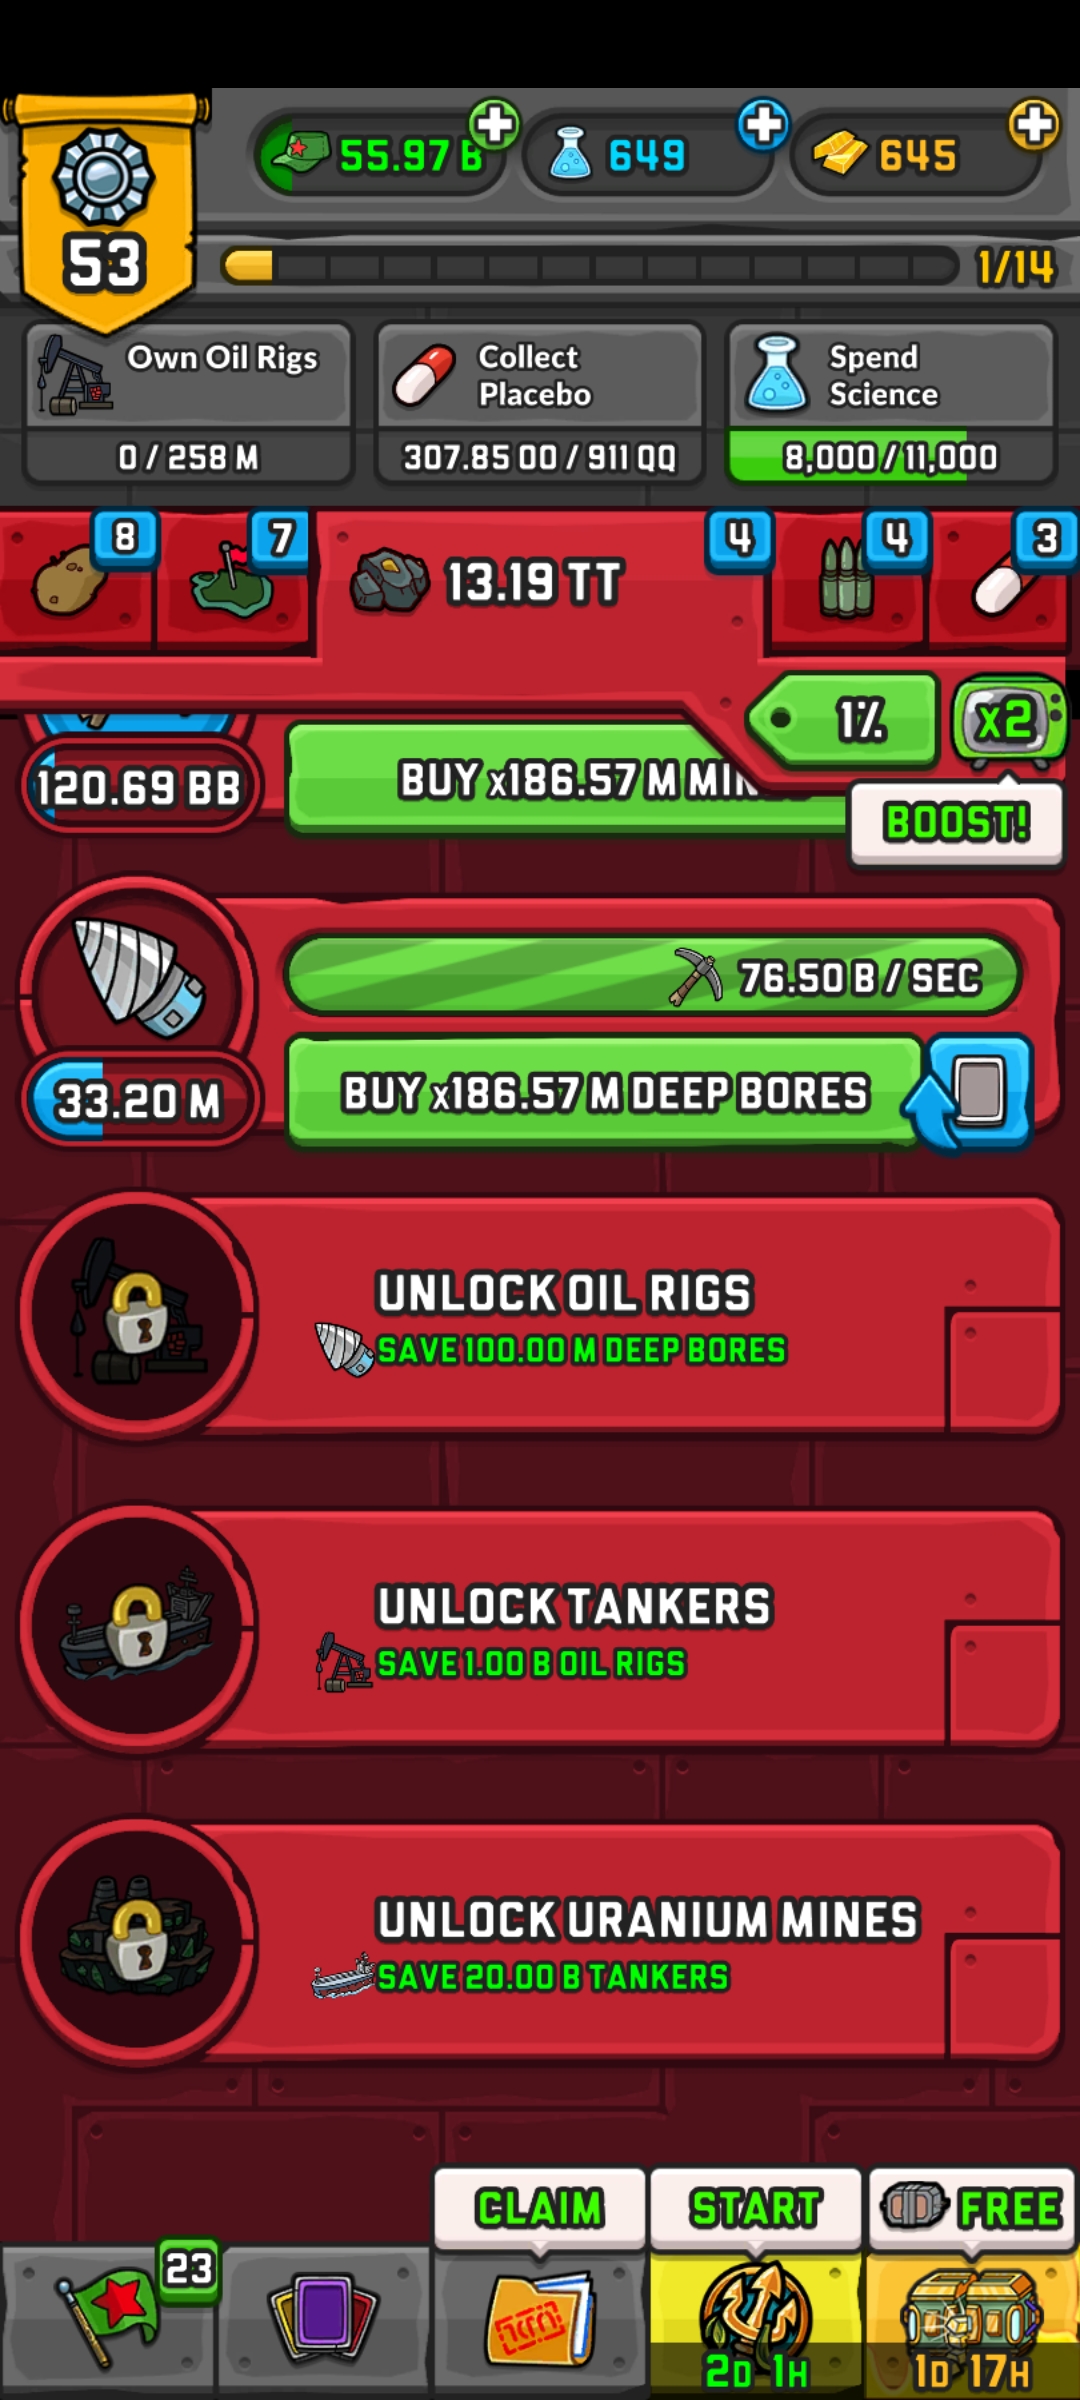 55.97 B
649
645
53
1/14
Own Oil Rigs
0 / 258 M
Collect
Placebo
307.85 OO / 911 QQ
Spend
Science
8,000 / 11,000
8
7
13.19 TT
4
4
3
1%
x2
BOOST!
120.69 BB
BUY x186.57 M
76.50 B / SEC
33.20 M
BUY x186.57 M DEEP BORES
UNLOCK OIL RIGS
SAVE 100.00 M DEEP BORES
UNLOCK TANKERS
SAVE 1.00 B OIL RIGS
UNLOCK URANIUM MINES
SAVE 20.00 B TANKERS
CLAIM
START
FREE
23
2D 1H
1D 17H